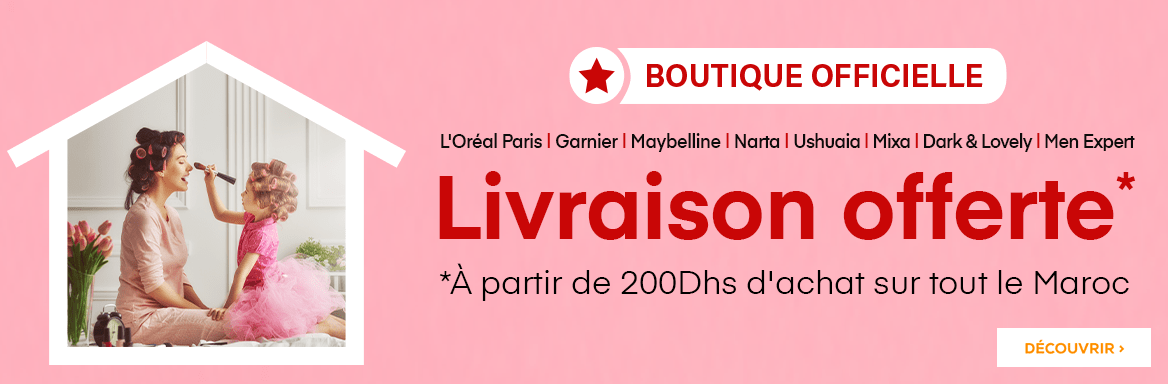 BOUTIQUE OFFICIELLE
L'Oréal Paris | Garnier | Maybelline | Narta | Ushuaia | Mixa | Dark & Lovely | Men Expert
Livraison offerte*
*À partir de 200Dhs d'achat sur tout le Maroc
DÉCOUVRIR ›